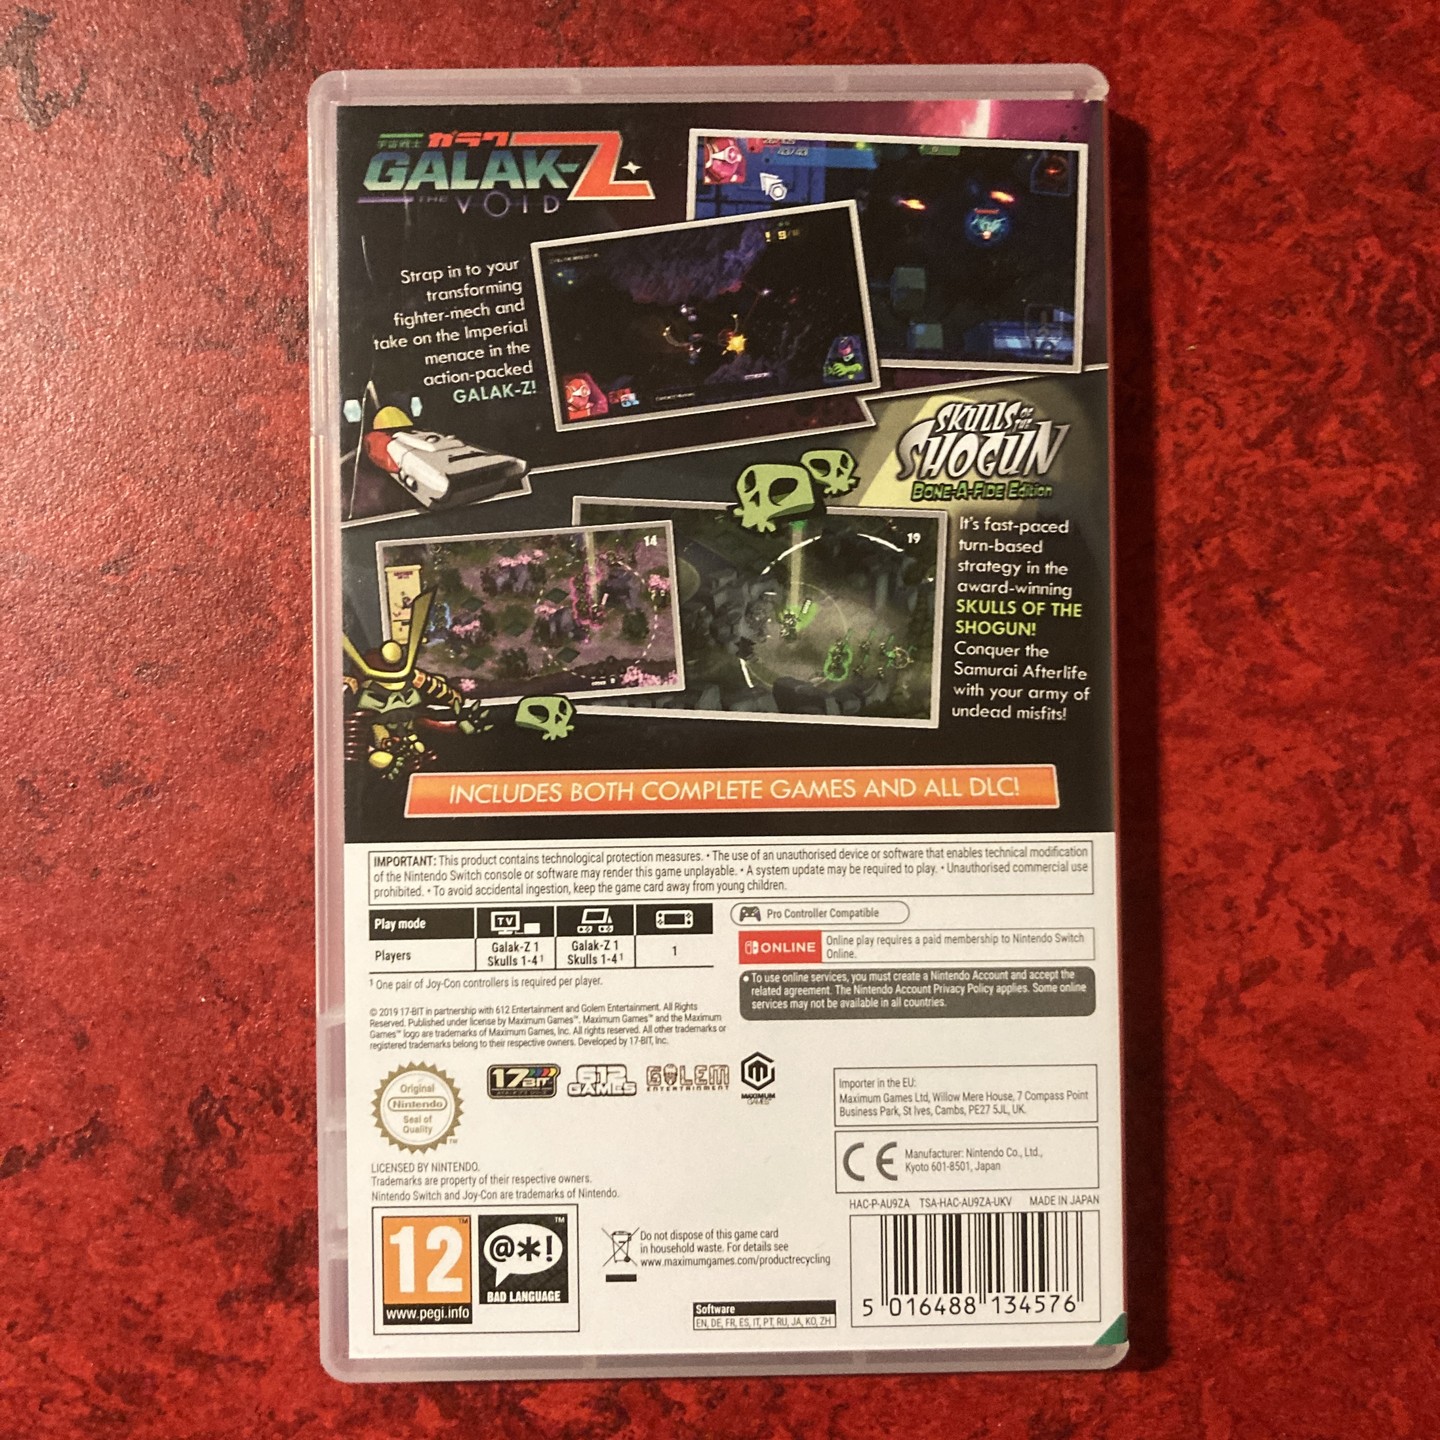 宇宙戦士 ギャラク
GALAK-Z
THE VOID
Strap in to your
transforming
fighter-mech and
take on the Imperial
menace in the
action-packed
GALAK-Z!
SKULLS OF
THE
SHOGUN
BONE-A-FIDE Edition
14
19
It's fast-paced
turn-based
strategy in the
award-winning
SKULLS OF THE
SHOGUN!
Conquer the
Samurai Afterlife
with your army of
undead misfits!
INCLUDES BOTH COMPLETE GAMES AND ALL DLC!
IMPORTANT: This product contains technological protection measures. • The use of an unauthorised device or software that enables technical modification
of the Nintendo Switch console or software may render this game unplayable. • A system update may be required to play. • Unauthorised commercial use
prohibited. • To avoid accidental ingestion, keep the game card away from young children.
Play mode TV
Players Galak-Z 1 Skulls 1-4¹ Galak-Z 1 Skulls 1-4¹ 1
¹ One pair of Joy-Con controllers is required per player.
Pro Controller Compatible
ONLINE
Online play requires a paid membership to Nintendo Switch
Online.
• To use online services, you must create a Nintendo Account and accept the
related agreement. The Nintendo Account Privacy Policy applies. Some online
services may not be available in all countries.
© 2019 17-BIT in partnership with 612 Entertainment and Golem Entertainment. All Rights
Reserved. Published under license by Maximum Games™. Maximum Games™ and the Maximum
Games™ logo are trademarks of Maximum Games, Inc. All rights reserved. All other trademarks or
registered trademarks belong to their respective owners. Developed by 17-BIT, Inc.
Original
Nintendo
Seal of
Quality
TM
17-BIT
612
GAMES
GOLEM
ENTERTAINMENT
MAXIMUM
GAMES
Importer in the EU:
Maximum Games Ltd, Willow Mere House, 7 Compass Point
Business Park, St Ives, Cambs, PE27 5JL, UK.
CE
Manufacturer: Nintendo Co., Ltd.,
Kyoto 601-8501, Japan
LICENSED BY NINTENDO.
Trademarks are property of their respective owners.
Nintendo Switch and Joy-Con are trademarks of Nintendo.
HAC-P-AU9ZA TSA-HAC-AU9ZA-UKV MADE IN JAPAN
12
TM
www.pegi.info
@*!
TM
BAD LANGUAGE
Do not dispose of this game card
in household waste. For details see
www.maximumgames.com/productrecycling
Software
EN, DE, FR, ES, IT, PT, RU, JA, KO, ZH
5 016488 134576